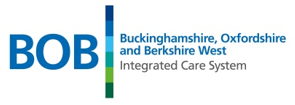 BOB
Buckinghamshire, Oxfordshire
and Berkshire West
Integrated Care System